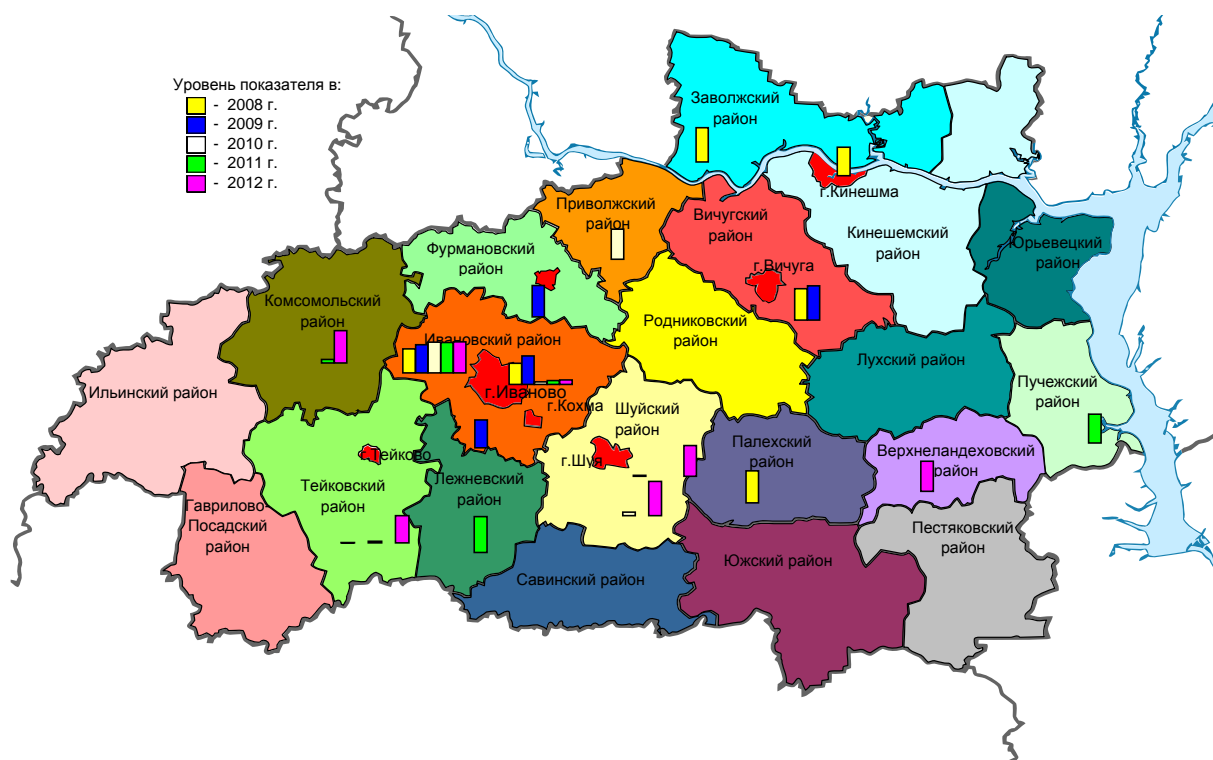 Уровень показателя в:
- 2008 г.
- 2009 г.
- 2010 г.
- 2011 г.
- 2012 г.
Заволжский
район
г.Кинешма
Приволжский
район
Вичугский
район
Кинешемский
район
Юрьевецкий
район
Фурмановский
район
г.Вичуга
Комсомольский
район
Родниковский
район
Ивановский район
Лухский район
Ильинский район
Пучежский
район
г.Иваново
г.Кохма
Шуйский
район
Палехский
район
Верхнеландеховский
район
г.Тейково
г.Шуя
Тейковский
район
Лежневский
район
Гаврилово-
Посадский
район
Пестяковский
район
Савинский район
Южский район